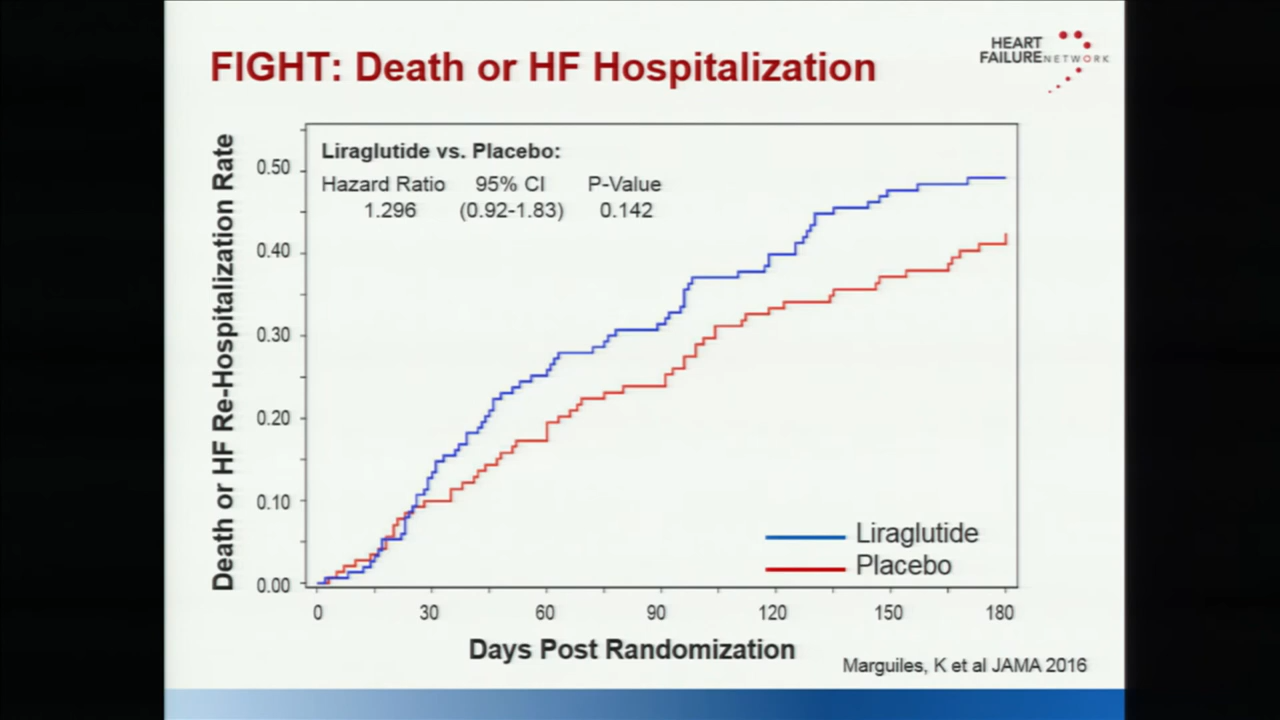 FIGHT: Death or HF Hospitalization
HEART
FAILURE NETWORK
Death or HF Re-Hospitalization Rate
Liraglutide vs. Placebo:
Hazard Ratio 95% CI P-Value
1.296 (0.92-1.83) 0.142
0.50
0.40
0.30
0.20
0.10
0.00
Liraglutide
Placebo
0 30 60 90 120 150 180
Days Post Randomization
Marguiles, K et al JAMA 2016